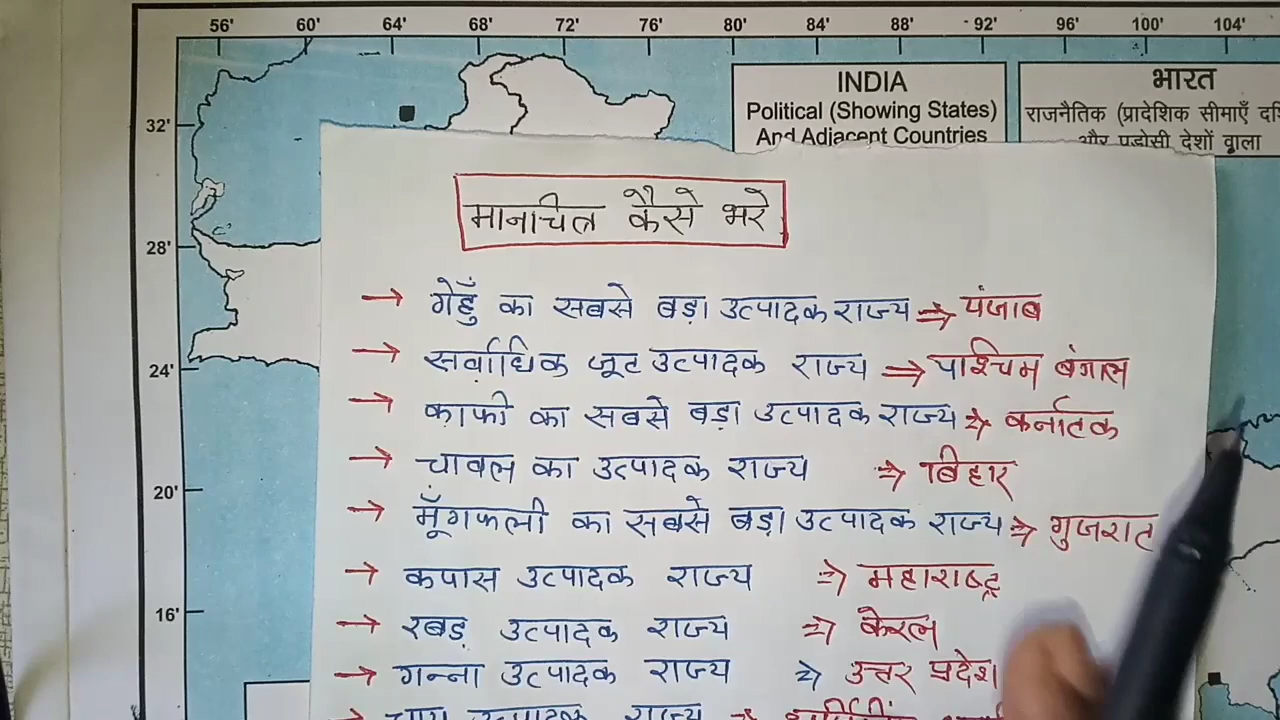 56' 60' 64' 68' 72' 76' 80' 84' 88' 92' 96' 100' 104'
INDIA
Political (Showing States)
And Adjacent Countries
भारत
राजनैतिक (प्रादेशिक सीमाएँ
और पड़ोसी देशों वाला
32'
28'
24'
20'
16'
मानचित्र कैसे भरे
→ गेहुँ का सबसे बड़ा उत्पादक राज्य ⇒ पंजाब
→ सर्वाधिक जूट उत्पादक राज्य ⇒ पाश्चिम बंगाल
→ काफी का सबसे बड़ा उत्पादक राज्य ⇒ कर्नाटक
→ चावल का उत्पादक राज्य ⇒ बिहार
→ मूँगफली का सबसे बड़ा उत्पादक राज्य ⇒ गुजरात
→ कपास उत्पादक राज्य ⇒ महाराष्ट्र
→ रबड़ उत्पादक राज्य ⇒ केरल
→ गन्ना उत्पादक राज्य ⇒ उत्तर प्रदेश
→ चाय उत्पादक राज्य ⇒